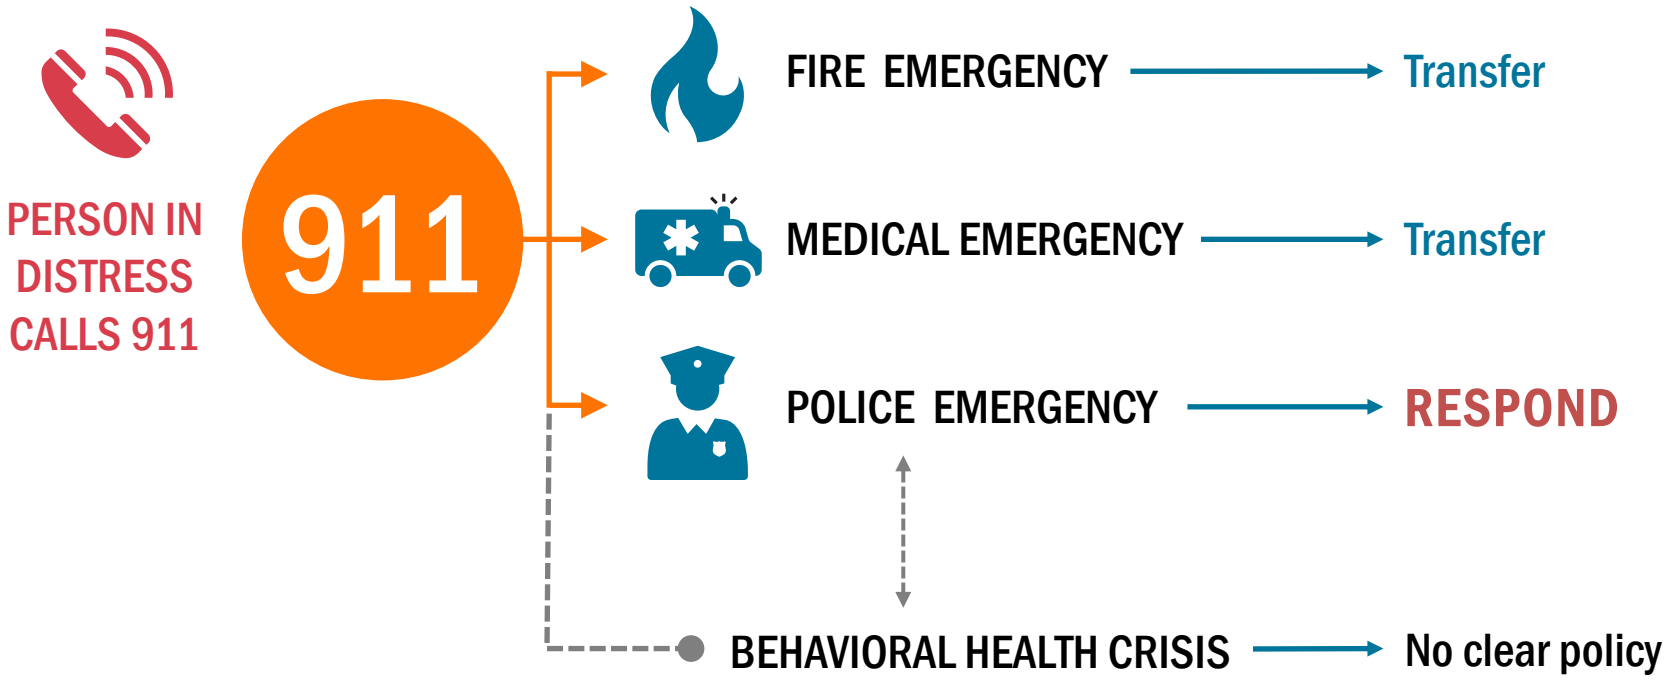 PERSON IN
DISTRESS
CALLS 911
911
FIRE EMERGENCY
Transfer
MEDICAL EMERGENCY
Transfer
POLICE EMERGENCY
RESPOND
BEHAVIORAL HEALTH CRISIS
No clear policy